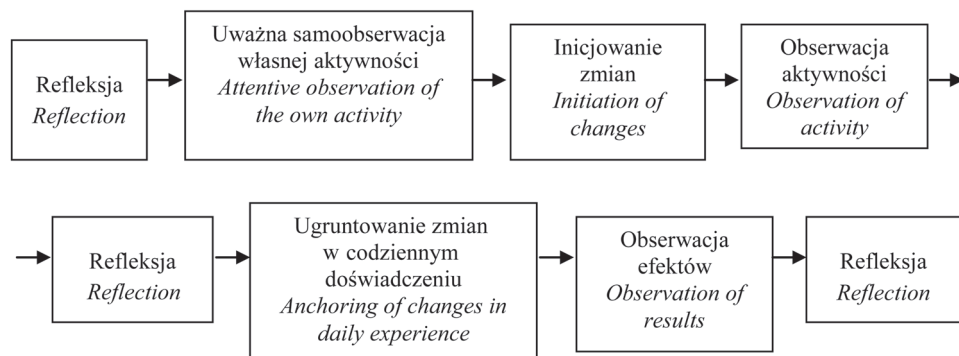 Refleksja
Reflection
Uważna samoobserwacja
własnej aktywności
Attentive observation of
the own activity
Inicjowanie
zmian
Initiation of
changes
Obserwacja
aktywności
Observation of
activity
Refleksja
Reflection
Ugruntowanie zmian
w codziennym
doświadczeniu
Anchoring of changes in
daily experience
Obserwacja
efektów
Observation of
results
Refleksja
Reflection